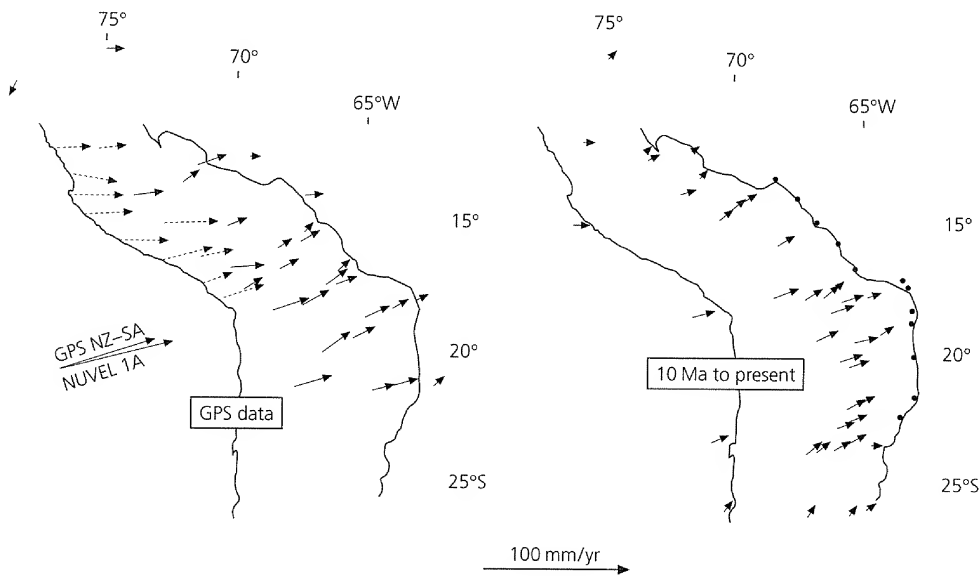 75°
70°
65°W
15°
20°
25°S
GPS NZ–SA
NUVEL 1A
GPS data
75°
70°
65°W
15°
20°
25°S
10 Ma to present
100 mm/yr